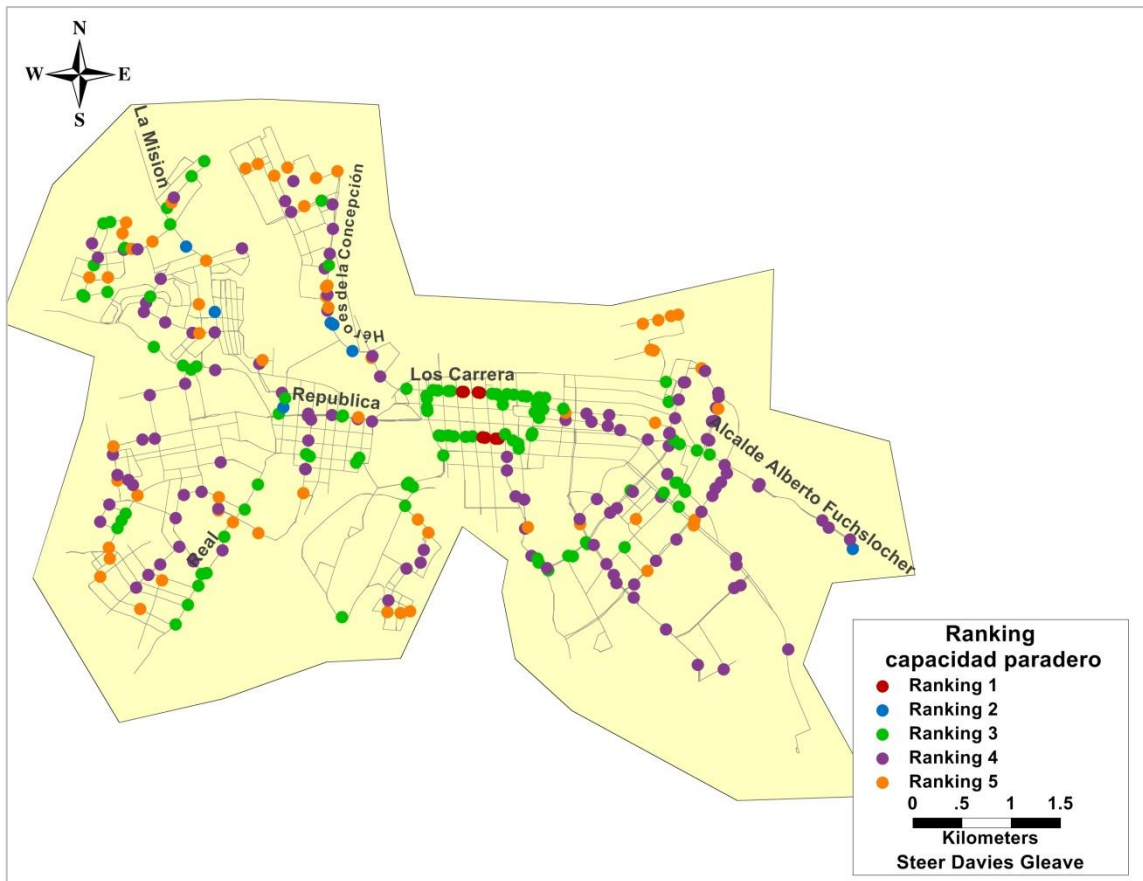 N
W E
S
La Mision
Héroes de la Concepción
Los Carrera
Republica
Alcalde Alberto Fuchslocher
Real
Ranking
capacidad paradero
Ranking 1
Ranking 2
Ranking 3
Ranking 4
Ranking 5
0 .5 1 1.5
Kilometers
Steer Davies Gleave